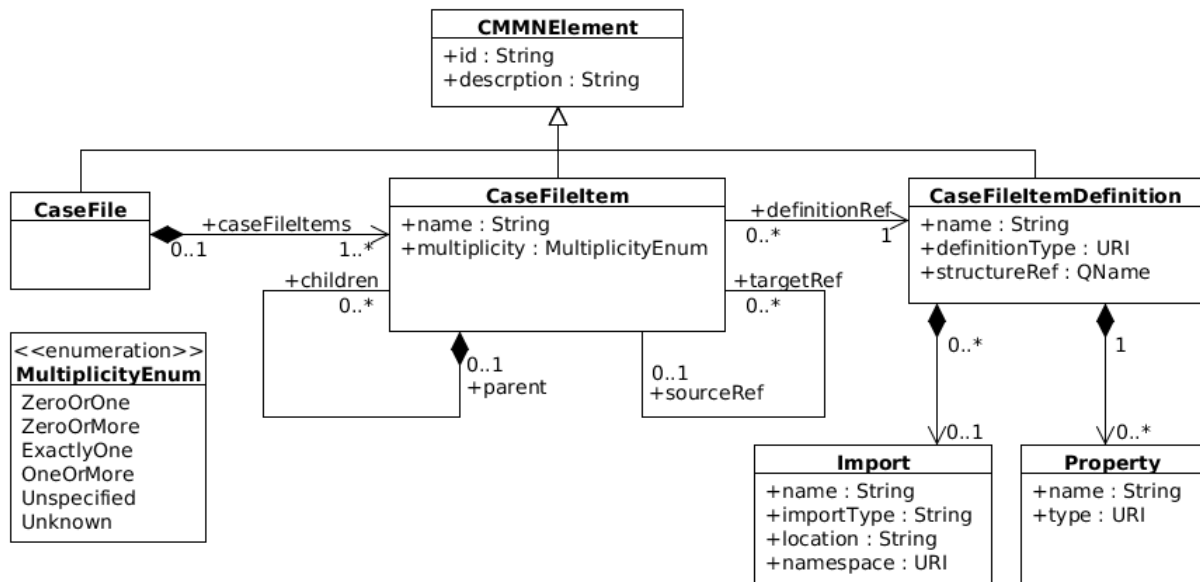 CMMNElement
+id : String
+descrption : String
CaseFile
+caseFileItems
0..1
1..*
CaseFileItem
+name : String
+multiplicity : MultiplicityEnum
+definitionRef
0..*
1
CaseFileItemDefinition
+name : String
+definitionType : URI
+structureRef : QName
+children
0..*
+targetRef
0..*
0..1
+parent
0..1
+sourceRef
0..*
1
<<enumeration>>
MultiplicityEnum
ZeroOrOne
ZeroOrMore
ExactlyOne
OneOrMore
Unspecified
Unknown
0..1
0..*
Import
+name : String
+importType : String
+location : String
+namespace : URI
Property
+name : String
+type : URI